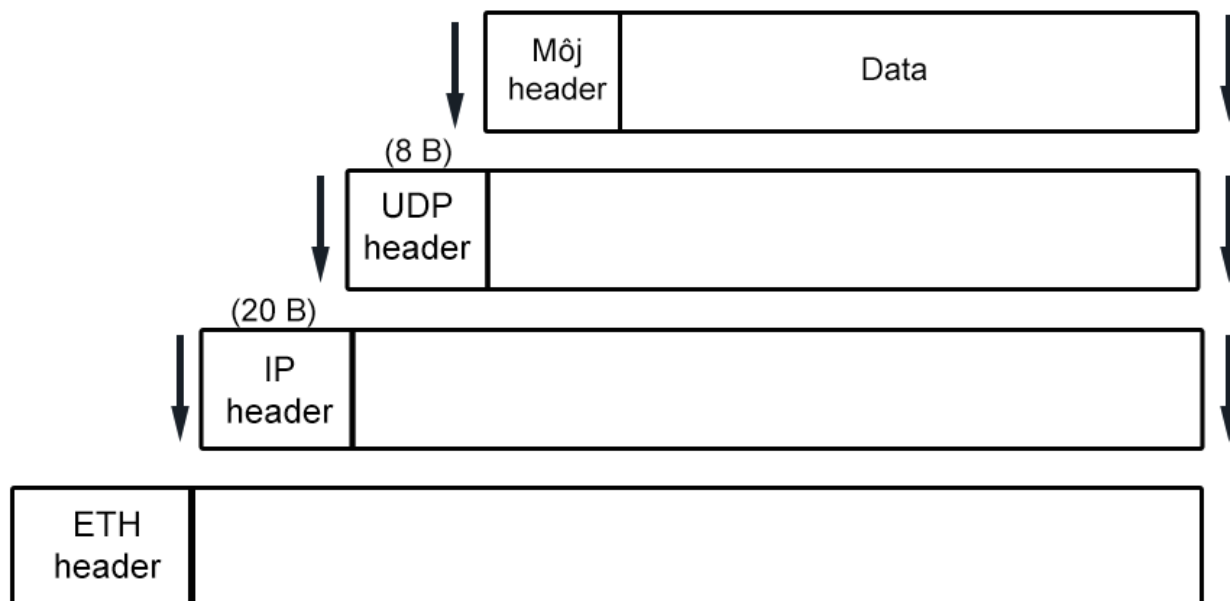 Môj
header
Data
(8 B)
UDP
header
(20 B)
IP
header
ETH
header